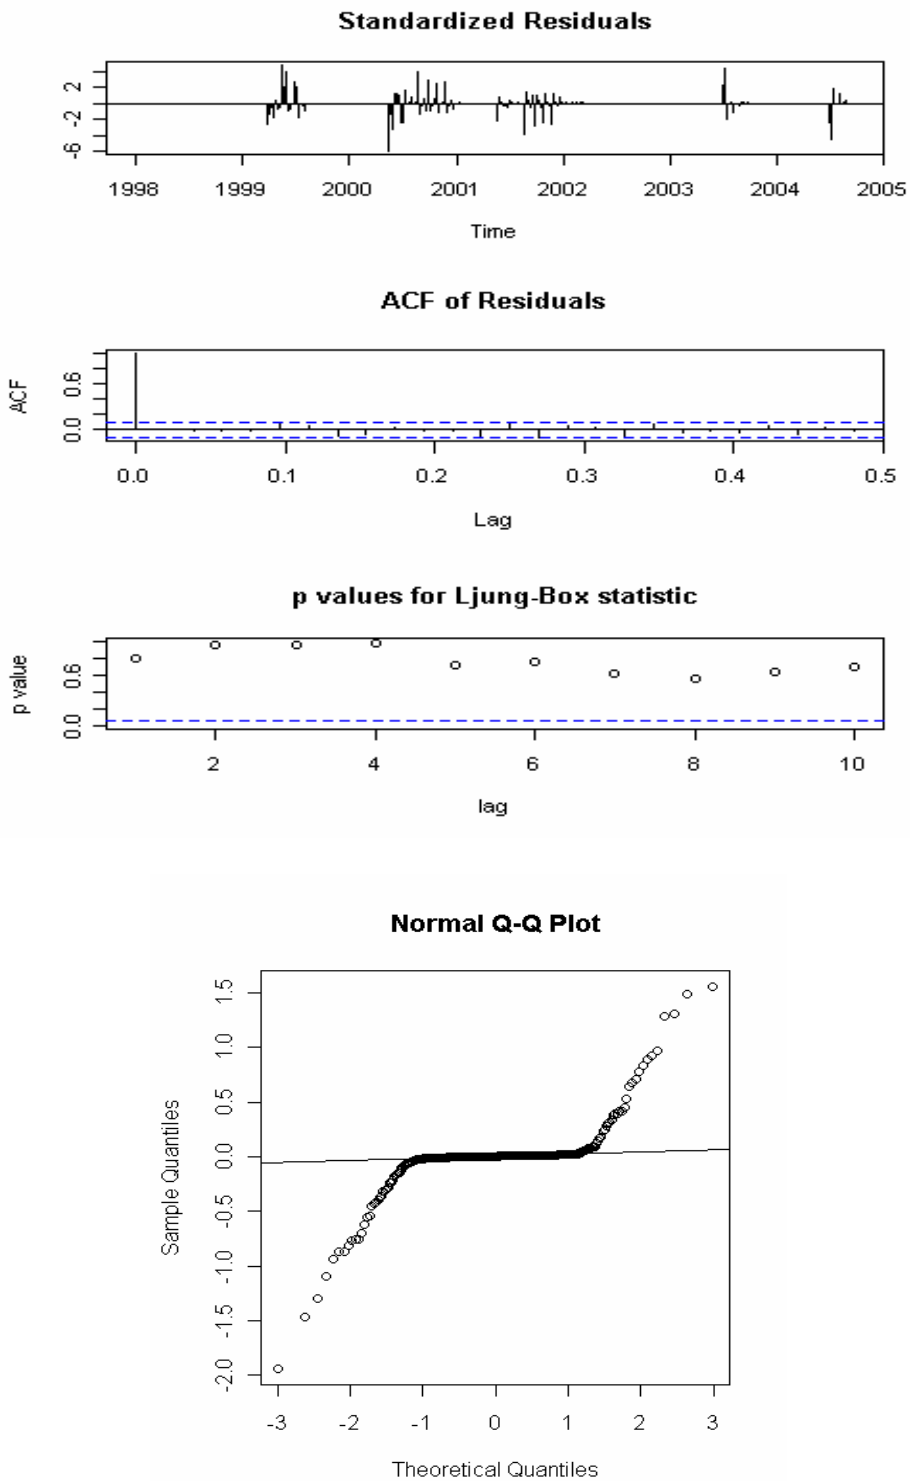 Standardized Residuals
-6 -2 2
1998 1999 2000 2001 2002 2003 2004 2005
Time
ACF of Residuals
ACF
0.0 0.6
0.0 0.1 0.2 0.3 0.4 0.5
Lag
p values for Ljung-Box statistic
p value
0.0 0.6
2 4 6 8 10
lag
Normal Q-Q Plot
Sample Quantiles
-2.0 -1.5 -1.0 -0.5 0.0 0.5 1.0 1.5
-3 -2 -1 0 1 2 3
Theoretical Quantiles